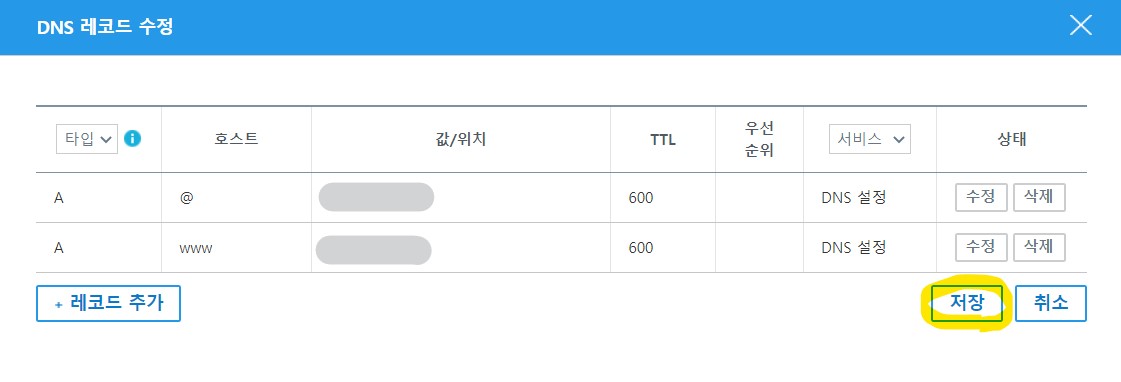 DNS 레코드 수정
타입 호스트 값/위치 TTL 우선 순위 서비스 상태
A @ 600 DNS 설정 수정 삭제
A www 600 DNS 설정 수정 삭제
+ 레코드 추가 저장 취소